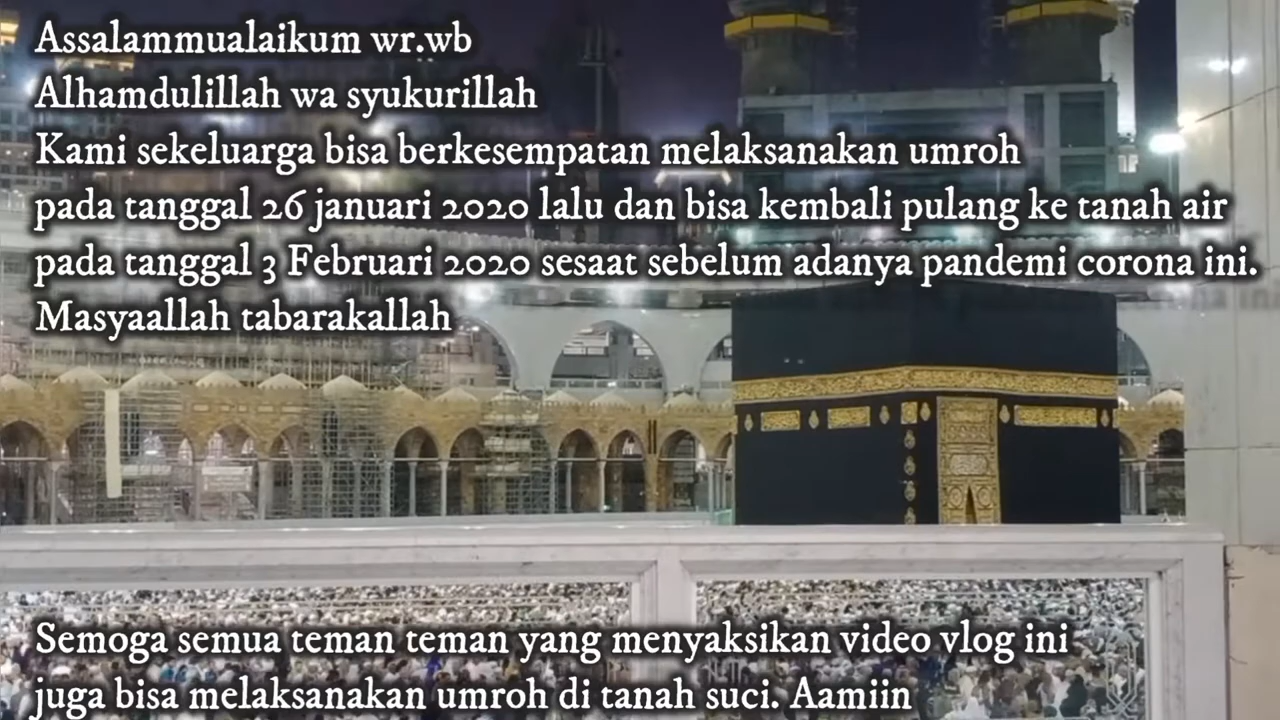 Assalammualaikum wr.wb
Alhamdulillah wa syukurillah
Kami sekeluarga bisa berkesempatan melaksanakan umroh
pada tanggal 26 januari 2020 lalu dan bisa kembali pulang ke tanah air
pada tanggal 3 Februari 2020 sesaat sebelum adanya pandemi corona ini.
Masyaallah tabarakallah
Semoga semua teman teman yang menyaksikan video vlog ini
juga bisa melaksanakan umroh di tanah suci. Aamiin